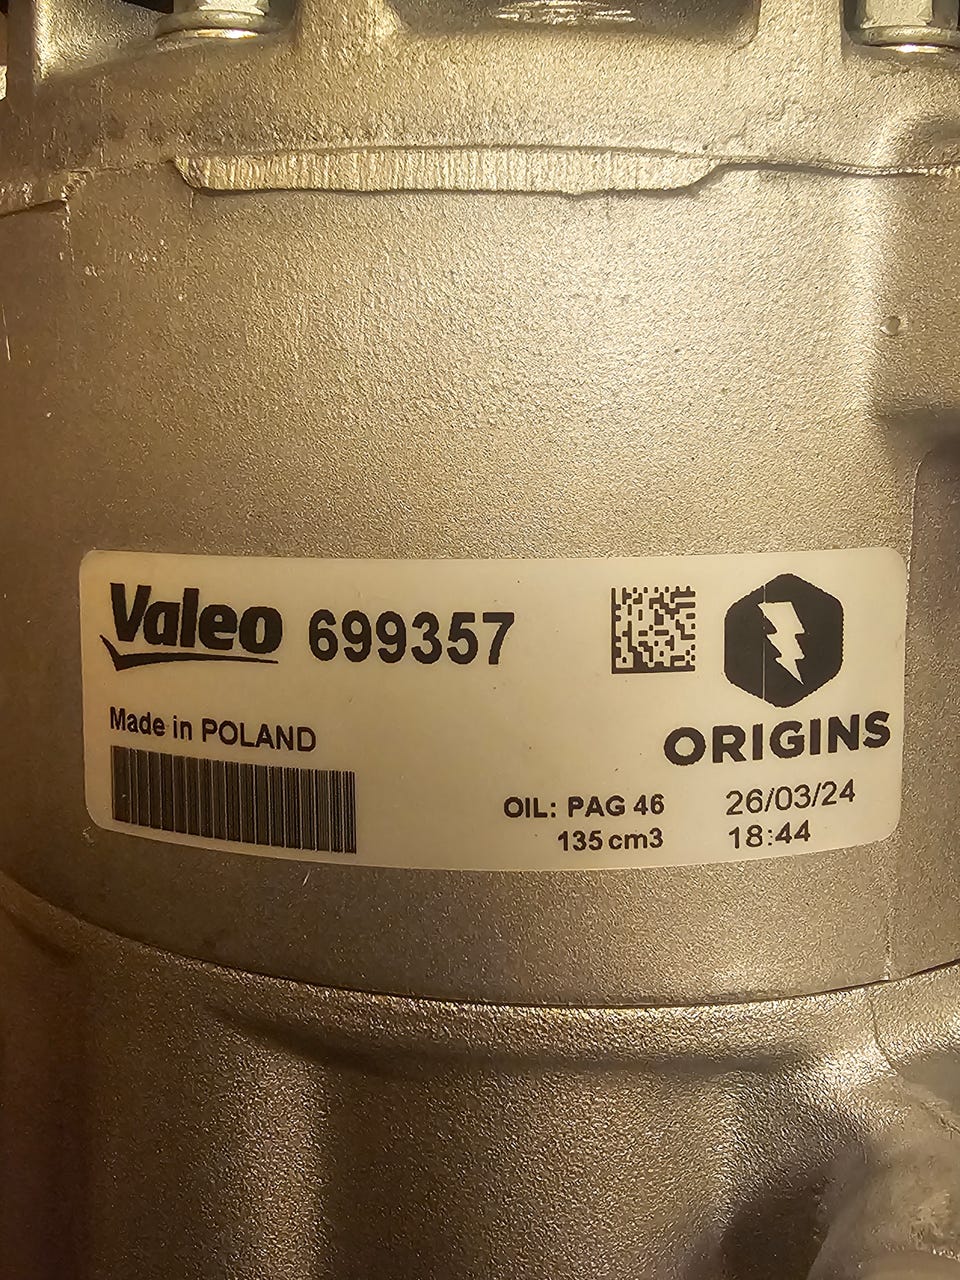 Valeo 699357
ORIGINS
Made in POLAND
OIL: PAG 46
135 cm3
26/03/24
18:44